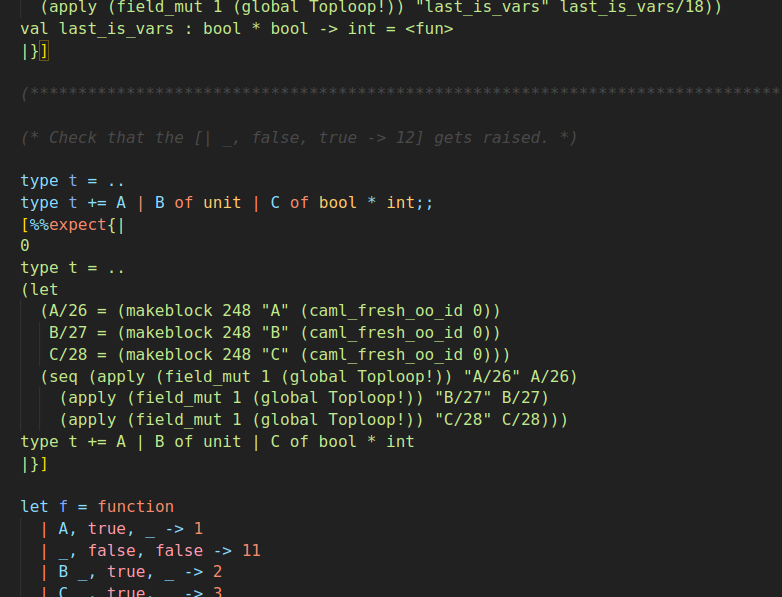 (apply (field_mut 1 (global Toploop!)) "last_is_vars" last_is_vars/18))
val last_is_vars : bool * bool -> int = <fun>
|}]
(******************************************************************************
(* Check that the [| _, false, true -> 12] gets raised. *)
type t = ..
type t += A | B of unit | C of bool * int;;
[%%expect{|
0
type t = ..
(let
(A/26 = (makeblock 248 "A" (caml_fresh_oo_id 0))
B/27 = (makeblock 248 "B" (caml_fresh_oo_id 0))
C/28 = (makeblock 248 "C" (caml_fresh_oo_id 0)))
(seq (apply (field_mut 1 (global Toploop!)) "A/26" A/26)
(apply (field_mut 1 (global Toploop!)) "B/27" B/27)
(apply (field_mut 1 (global Toploop!)) "C/28" C/28)))
type t += A | B of unit | C of bool * int
|}]
let f = function
| A, true, _ -> 1
| _, false, false -> 11
| B _, true, _ -> 2
| C _, true, _ -> 3